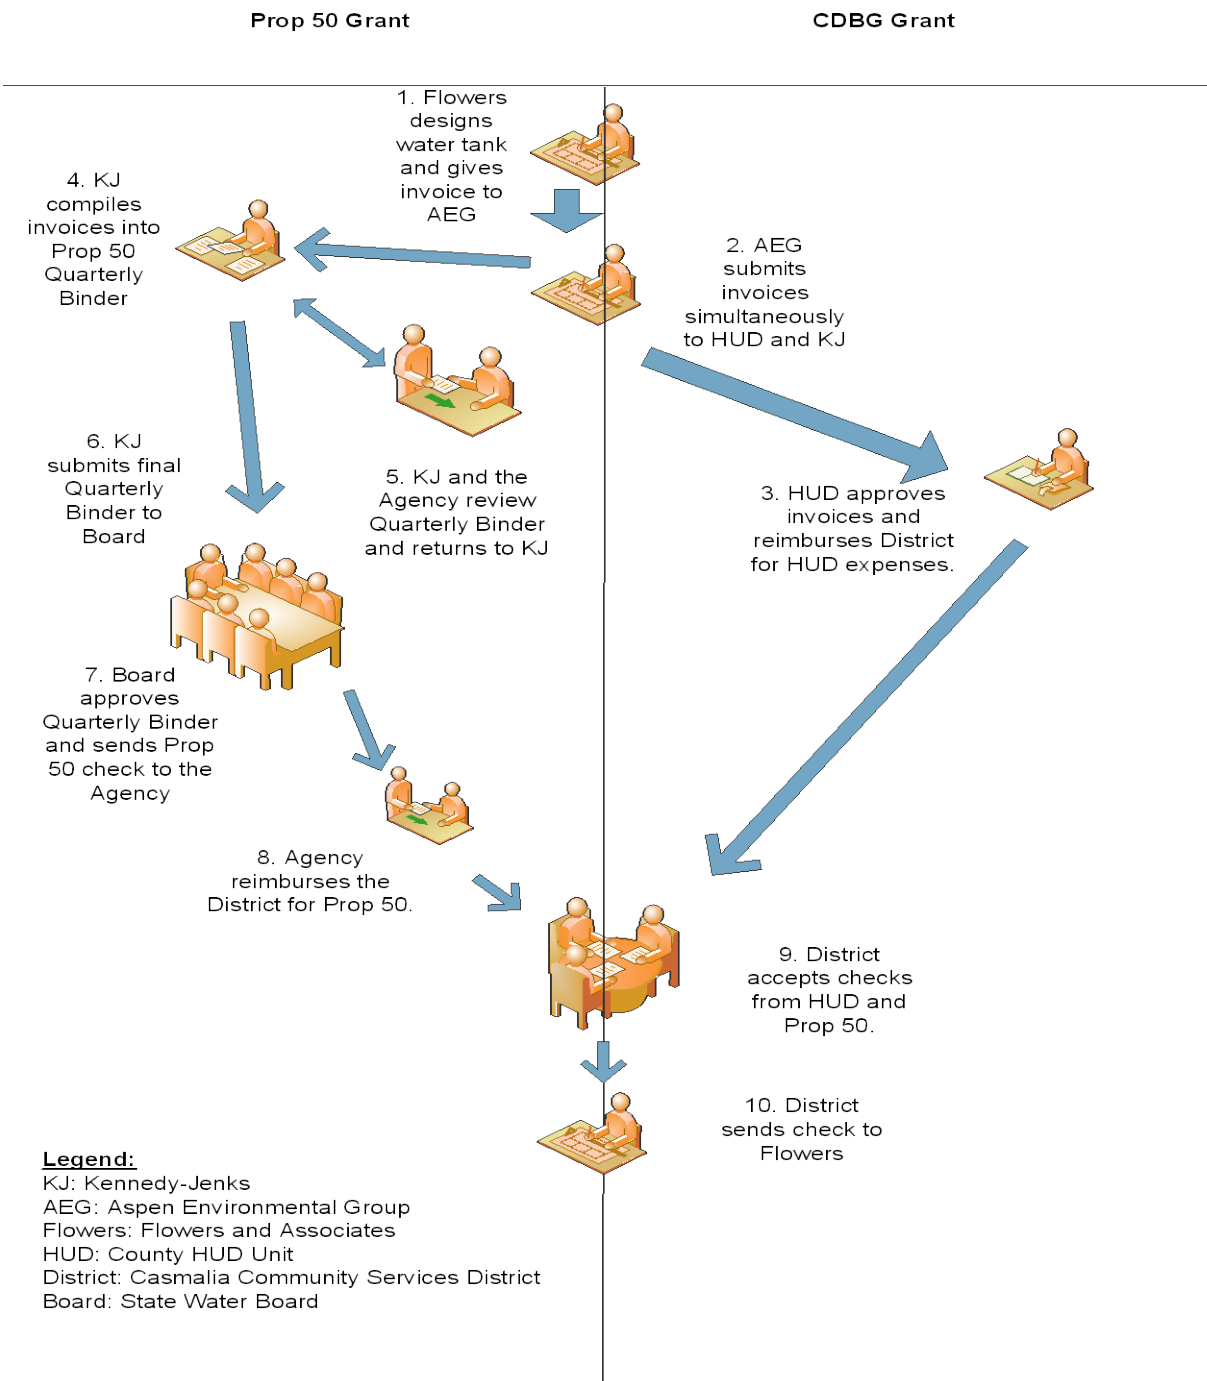 Prop 50 Grant
CDBG Grant
1. Flowers
designs
water tank
and gives
invoice to
AEG
2. AEG
submits
invoices
simultaneously
to HUD and KJ
3. HUD approves
invoices and
reimburses District
for HUD expenses.
4. KJ
compiles
invoices into
Prop 50
Quarterly
Binder
5. KJ and the
Agency review
Quarterly Binder
and returns to KJ
6. KJ
submits final
Quarterly
Binder to
Board
7. Board
approves
Quarterly Binder
and sends Prop
50 check to the
Agency
8. Agency
reimburses the
District for Prop 50.
9. District
accepts checks
from HUD and
Prop 50.
10. District
sends check to
Flowers
Legend:
KJ: Kennedy-Jenks
AEG: Aspen Environmental Group
Flowers: Flowers and Associates
HUD: County HUD Unit
District: Casmalia Community Services District
Board: State Water Board